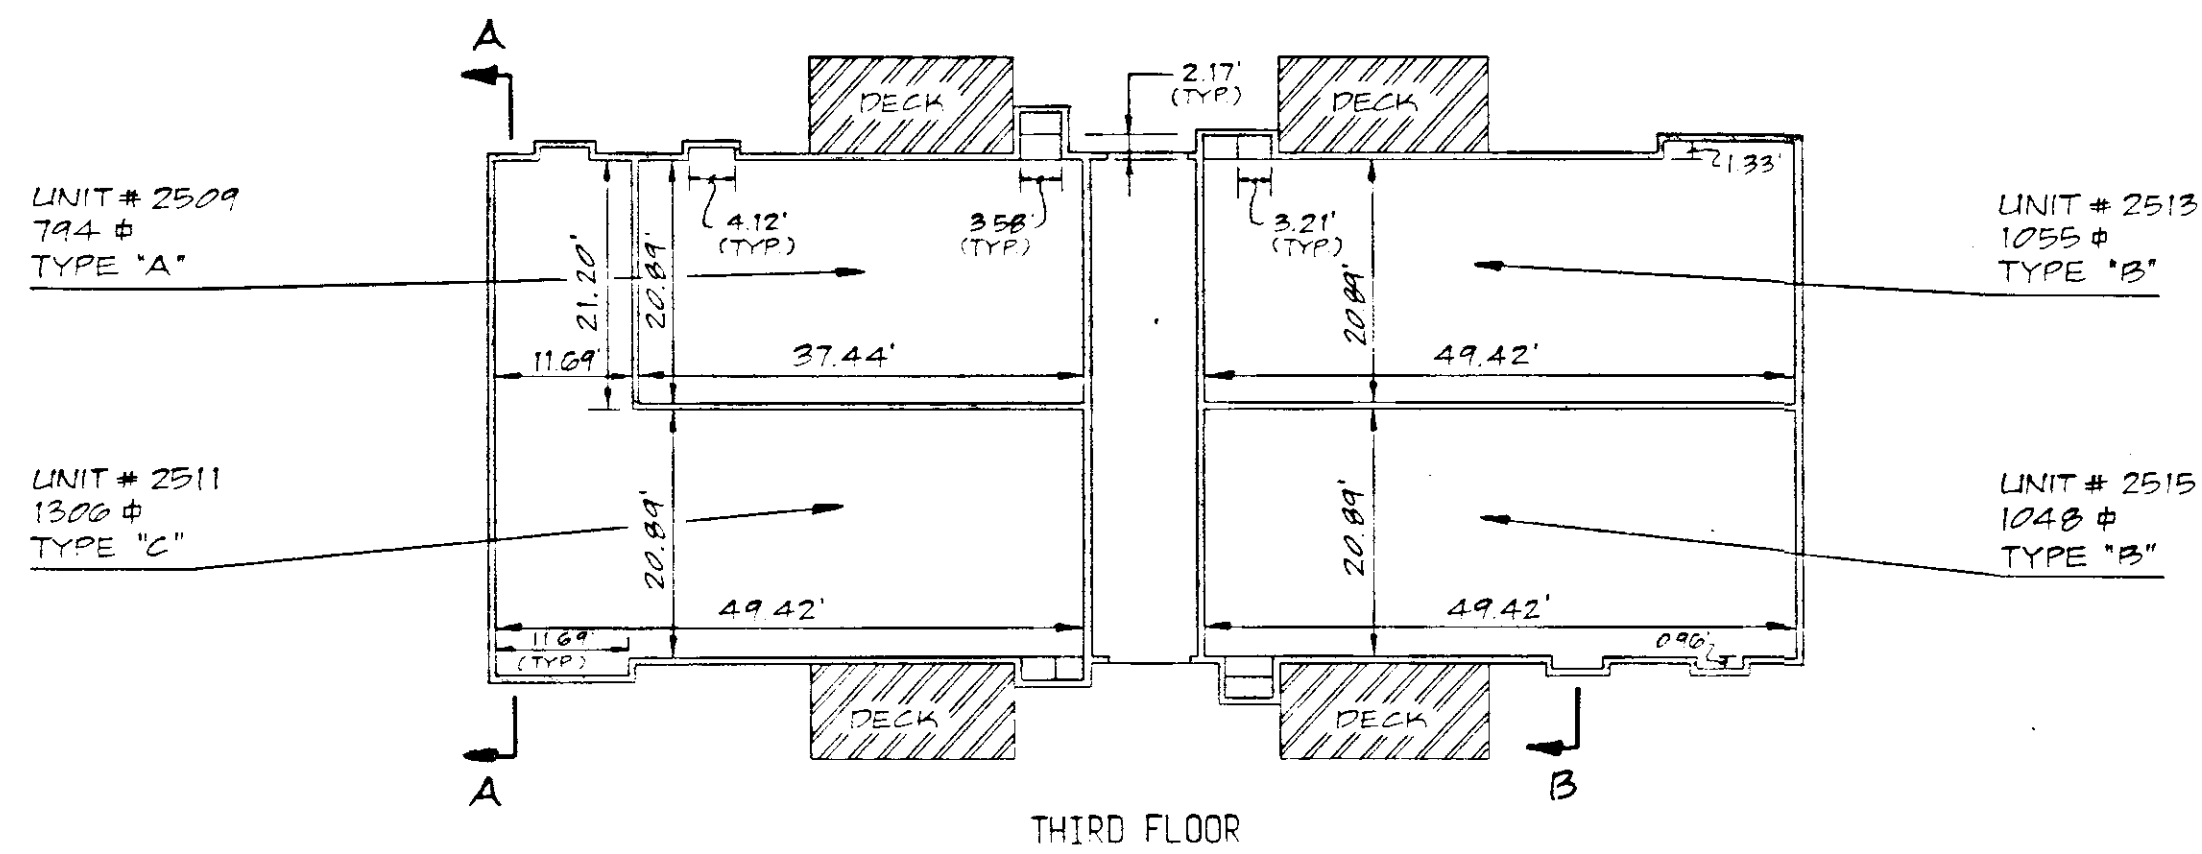 A
DECK
2.17'
(TYP.)
DECK
UNIT # 2509
794 ⌽
TYPE "A"
21.20'
20.89'
4.12'
(TYP.)
3.58'
(TYP.)
3.21'
(TYP.)
20.89'
1.33'
UNIT # 2513
1055 ⌽
TYPE "B"
11.69'
37.44'
49.42'
UNIT # 2511
1306 ⌽
TYPE "C"
20.89'
20.89'
UNIT # 2515
1048 ⌽
TYPE "B"
49.42'
49.42'
11.69'
(TYP.)
0.96'
DECK
DECK
A
B
THIRD FLOOR